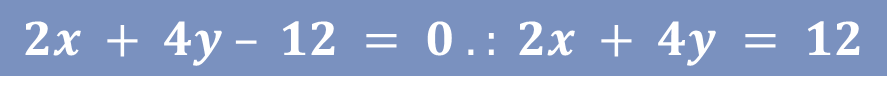 2x + 4y – 12 = 0 .: 2x + 4y = 12